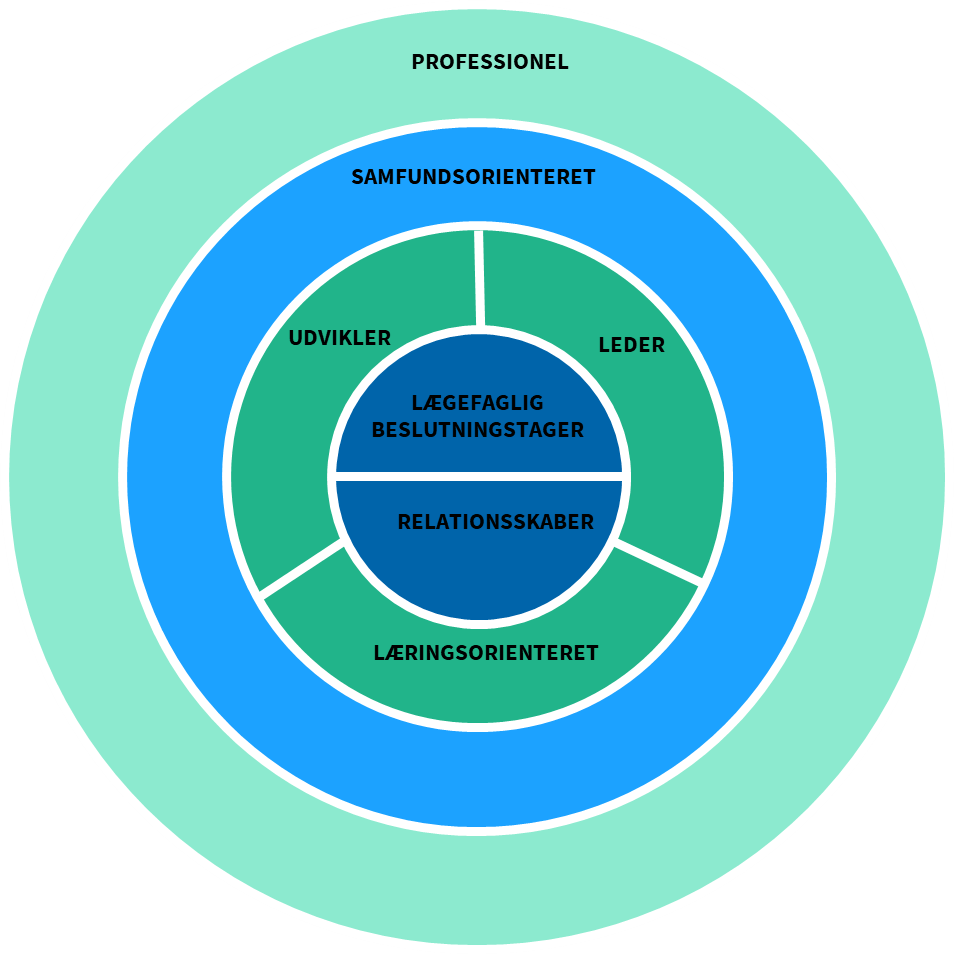 PROFESSIONEL
SAMFUNDSORIENTERET
UDVIKLER
LEDER
LÆGEFAGLIG
BESLUTNINGSTAGER
RELATIONSSKABER
LÆRINGSORIENTERET